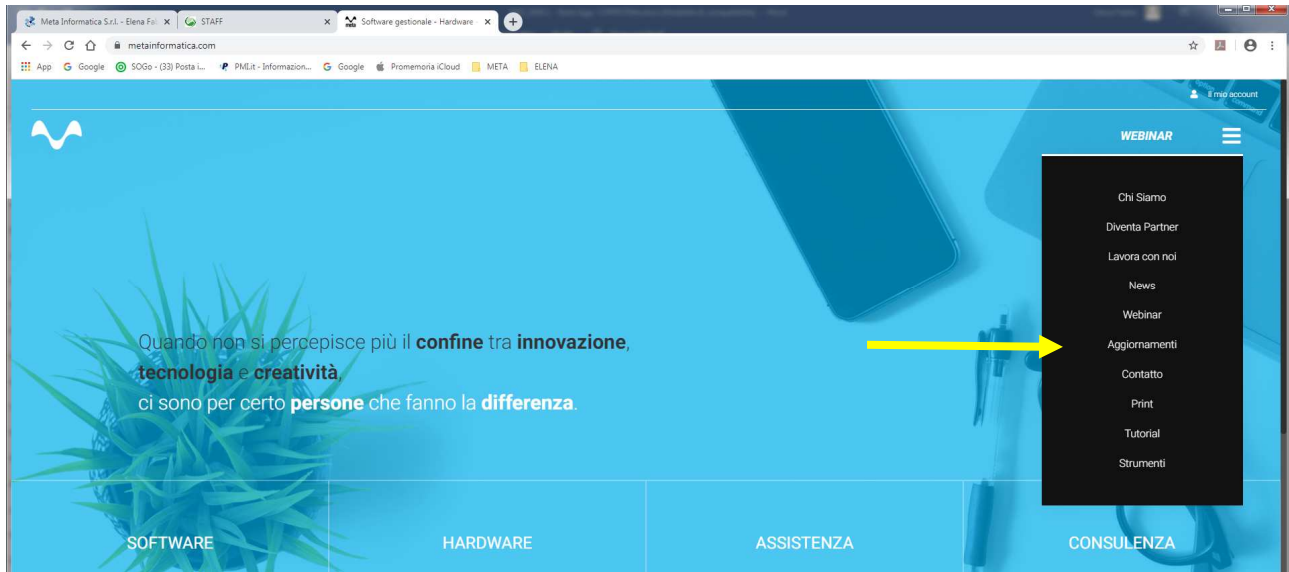 Meta Informatica S.r.l. - Elena Fal
STAFF
Software gestionale - Hardware
metainformatica.com
App
Google
SOGo - (33) Posta i...
PMI.it - Informazion...
Google
Promemoria iCloud
META
ELENA
Il mio account
WEBINAR
Chi Siamo
Diventa Partner
Lavora con noi
News
Webinar
Aggiornamenti
Contatto
Print
Tutorial
Strumenti
Quando non si percepisce più il confine tra innovazione,
tecnologia e creatività,
ci sono per certo persone che fanno la differenza.
SOFTWARE
HARDWARE
ASSISTENZA
CONSULENZA